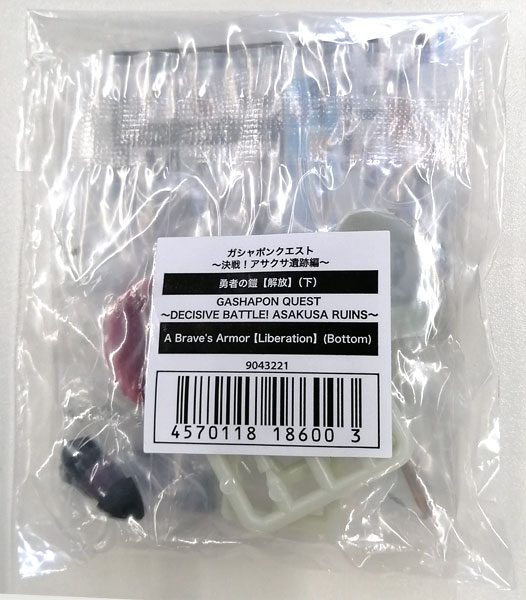 ガシャポンクエスト
～決戦！アサクサ遺跡編～
勇者の鎧【解放】（下）
GASHAPON QUEST
～DECISIVE BATTLE! ASAKUSA RUINS～
A Brave's Armor【Liberation】(Bottom)
9043221
4570118 18600 3